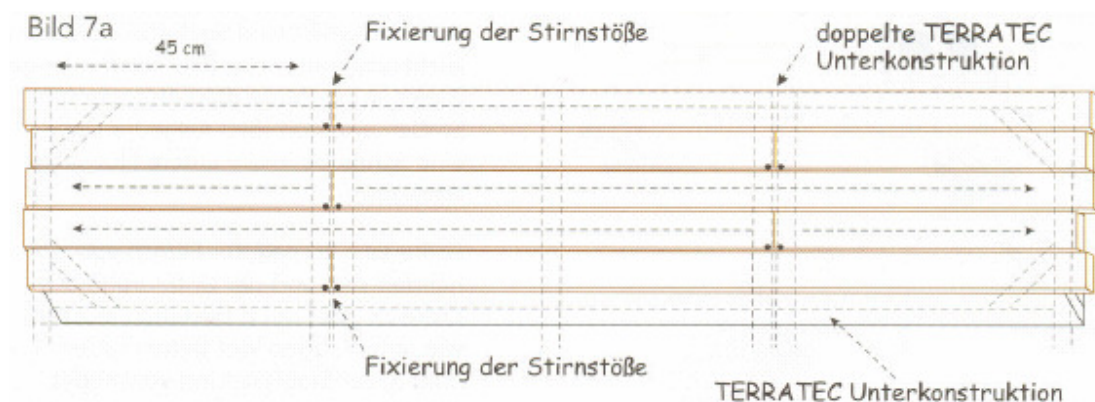 Bild 7a
45 cm
Fixierung der Stirnstöße
doppelte TERRATEC
Unterkonstruktion
Fixierung der Stirnstöße
TERRATEC Unterkonstruktion